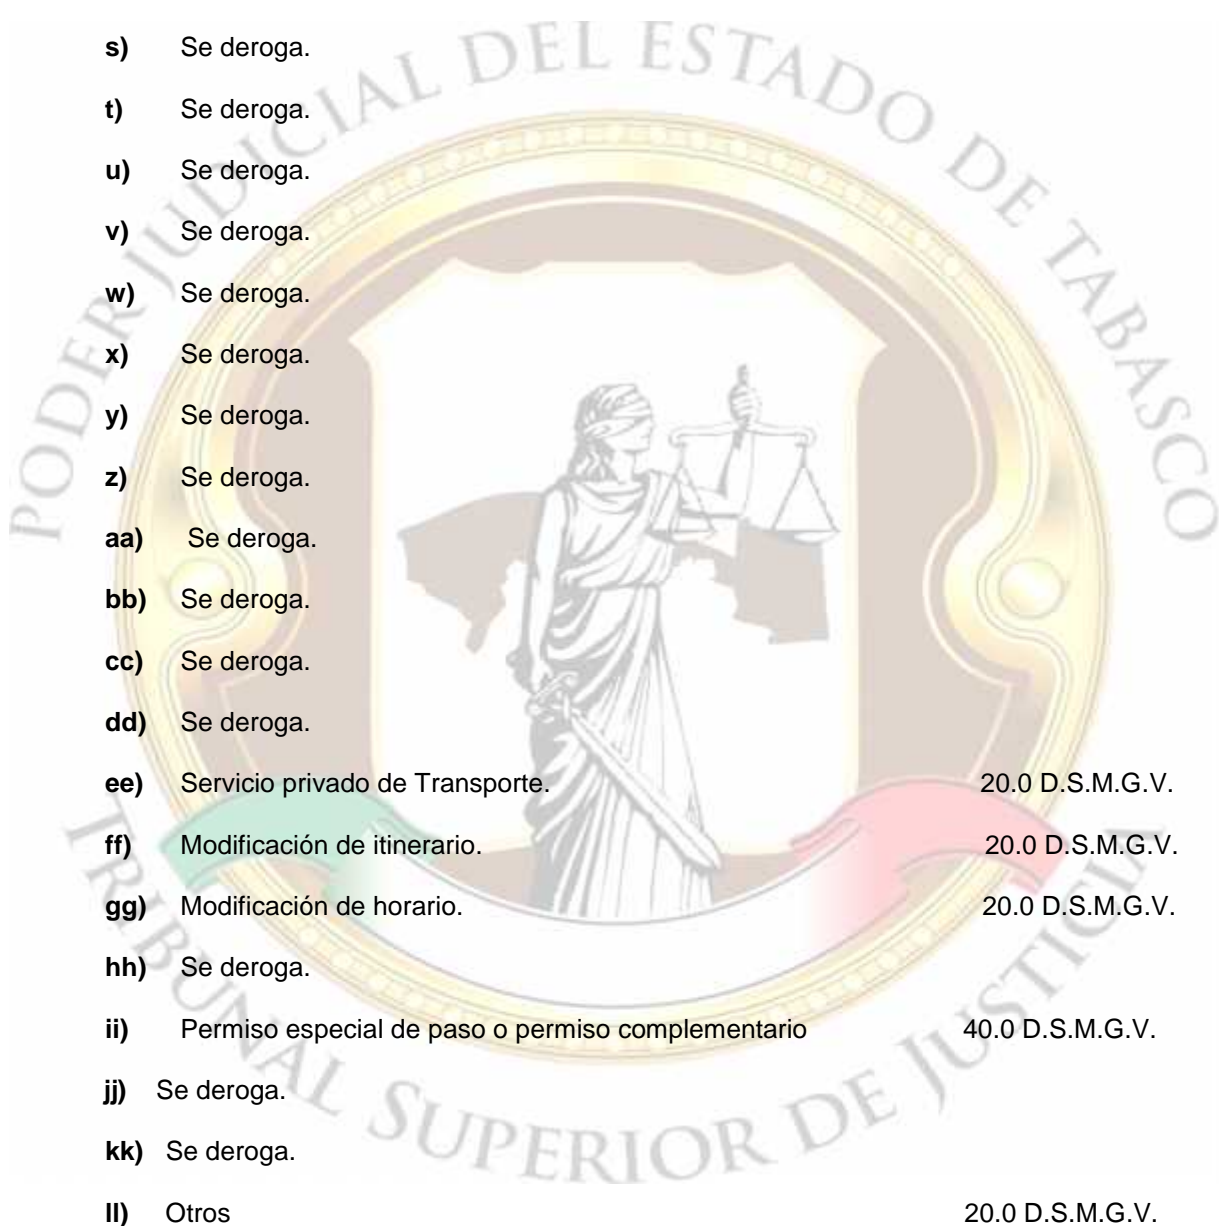 s) Se deroga.
t) Se deroga.
u) Se deroga.
v) Se deroga.
w) Se deroga.
x) Se deroga.
y) Se deroga.
z) Se deroga.
aa) Se deroga.
bb) Se deroga.
cc) Se deroga.
dd) Se deroga.
ee) Servicio privado de Transporte. 20.0 D.S.M.G.V.
ff) Modificación de itinerario. 20.0 D.S.M.G.V.
gg) Modificación de horario. 20.0 D.S.M.G.V.
hh) Se deroga.
ii) Permiso especial de paso o permiso complementario 40.0 D.S.M.G.V.
jj) Se deroga.
kk) Se deroga.
ll) Otros 20.0 D.S.M.G.V.
PODER JUDICIAL DEL ESTADO DE TABASCO
TRIBUNAL SUPERIOR DE JUSTICIA